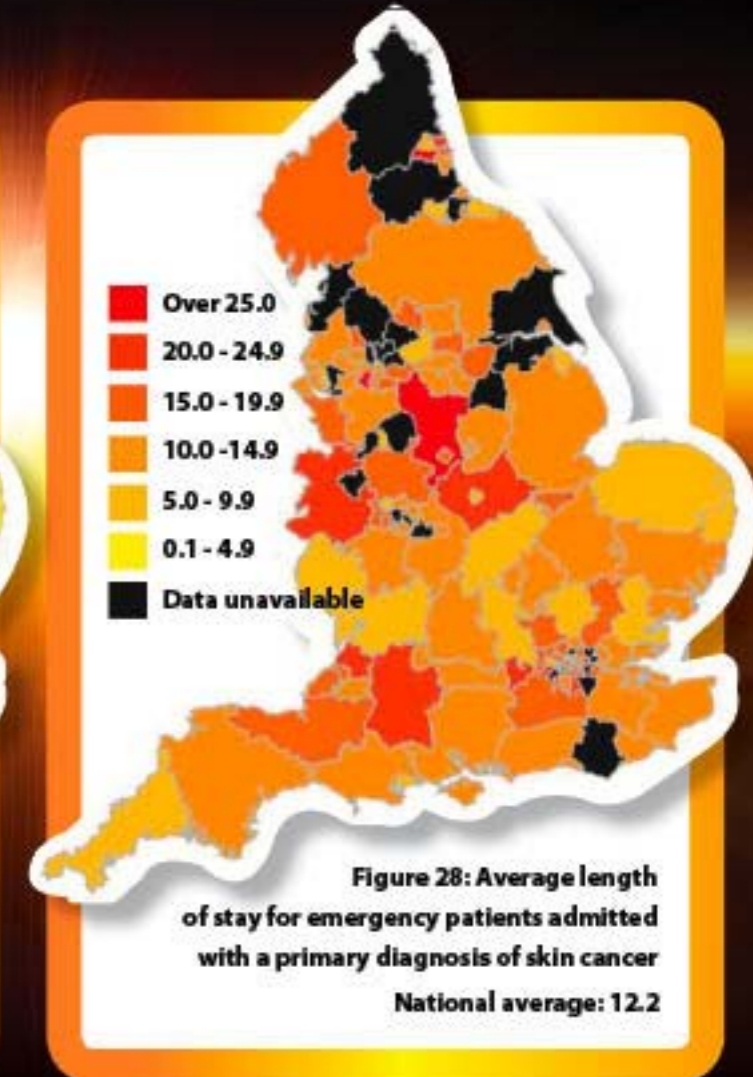 Over 25.0
20.0 - 24.9
15.0 - 19.9
10.0 -14.9
5.0 - 9.9
0.1 - 4.9
Data unavailable
Figure 28: Average length
of stay for emergency patients admitted
with a primary diagnosis of skin cancer
National average: 12.2